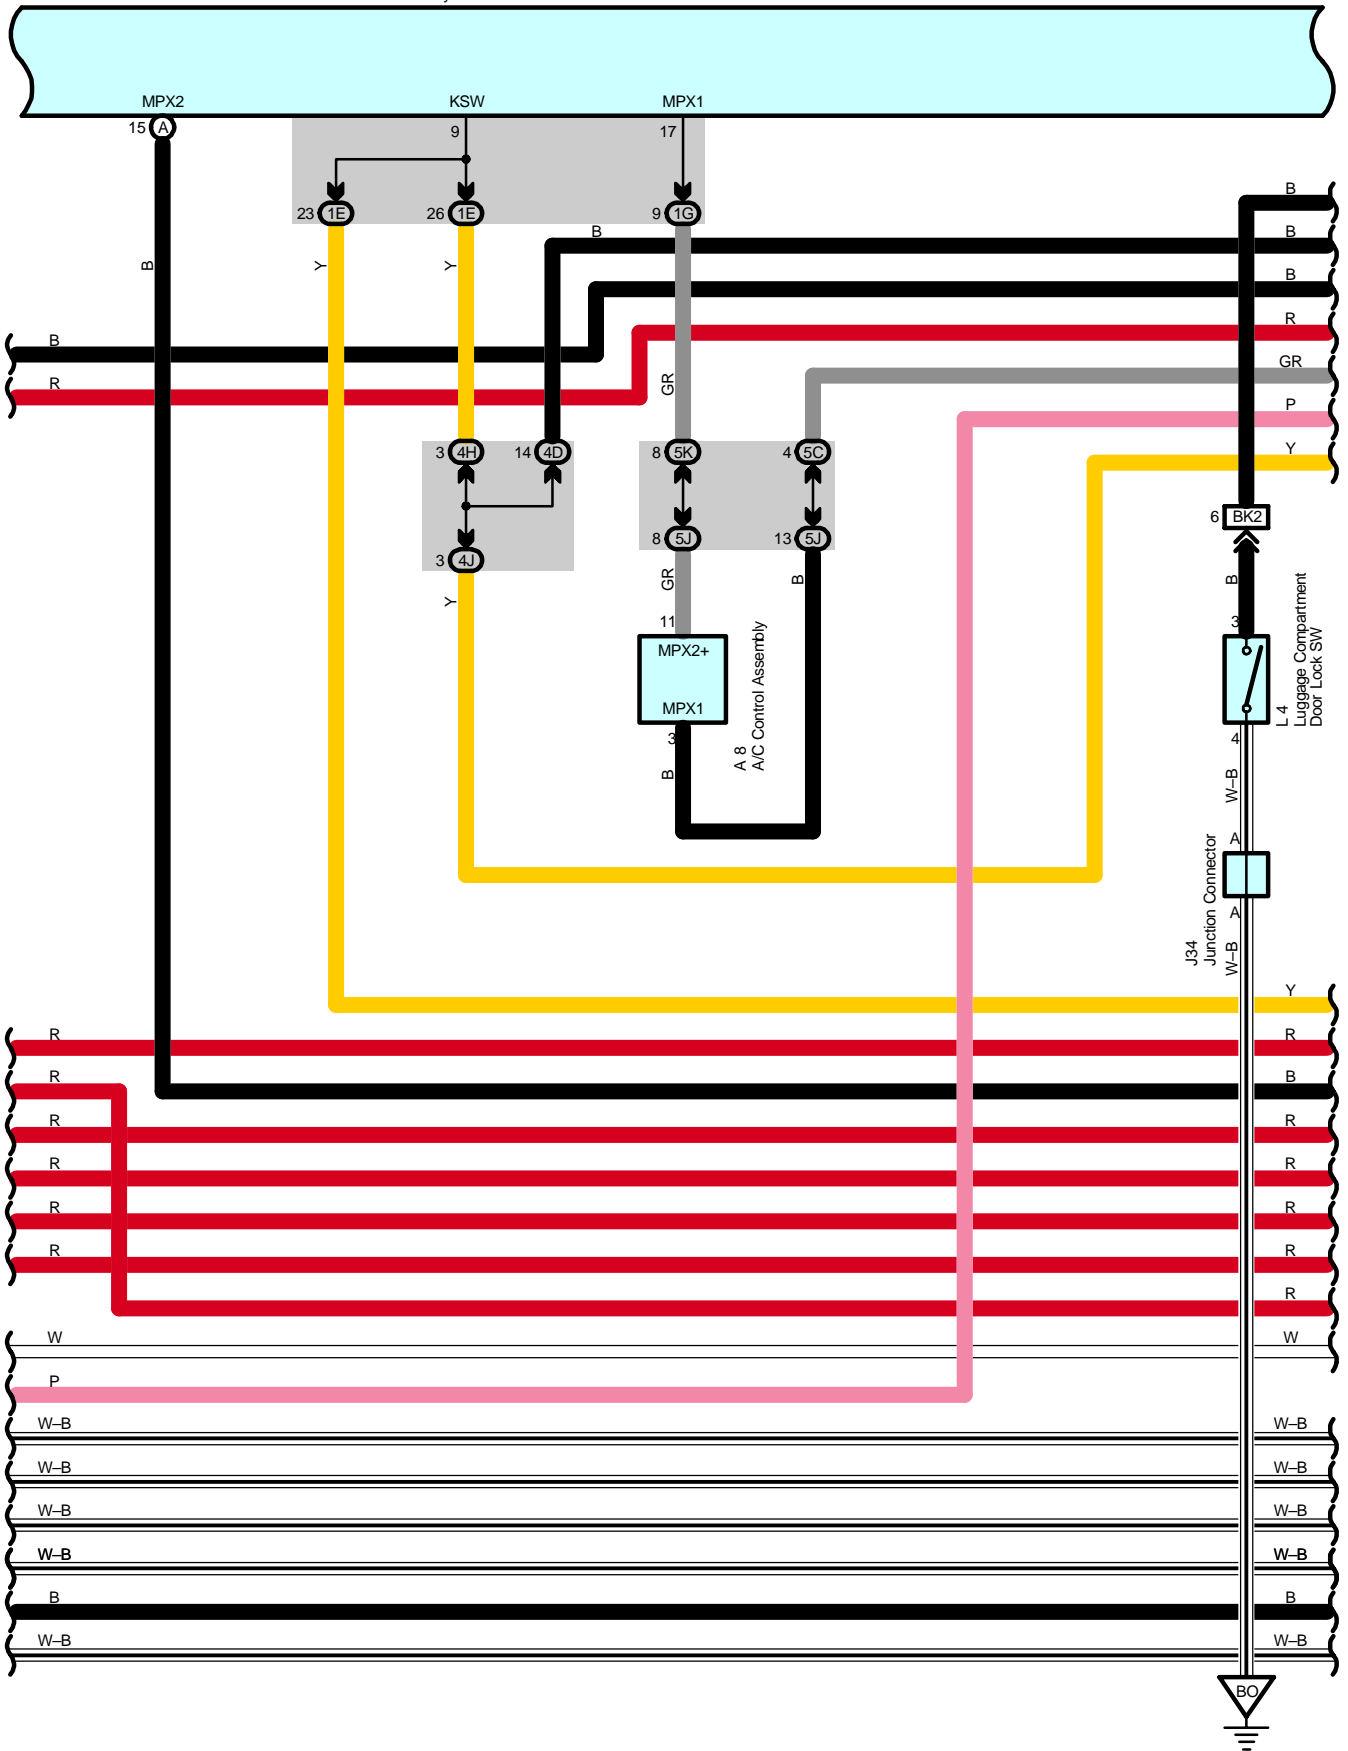 MPX2 KSW MPX1
15 A 9 17
23 1E 26 1E 9 1G
B
B B
B Y Y
B
R
B
GR
R GR
P
Y
3 4H 14 4D 8 5K 4 5C
6 BK2
8 5J 13 5J
3 4J
GR B B
Y
11 3
MPX2+
MPX1
A 8
A/C Control Assembly
L 4
Luggage Compartment
Door Lock SW
3 4
B
W–B
A
J34
Junction Connector
A
W–B
Y
R R
R B
R R
R R
R R
R R
R
W W
P
W–B W–B
W–B W–B
W–B W–B
W–B W–B
B B
W–B W–B
BO